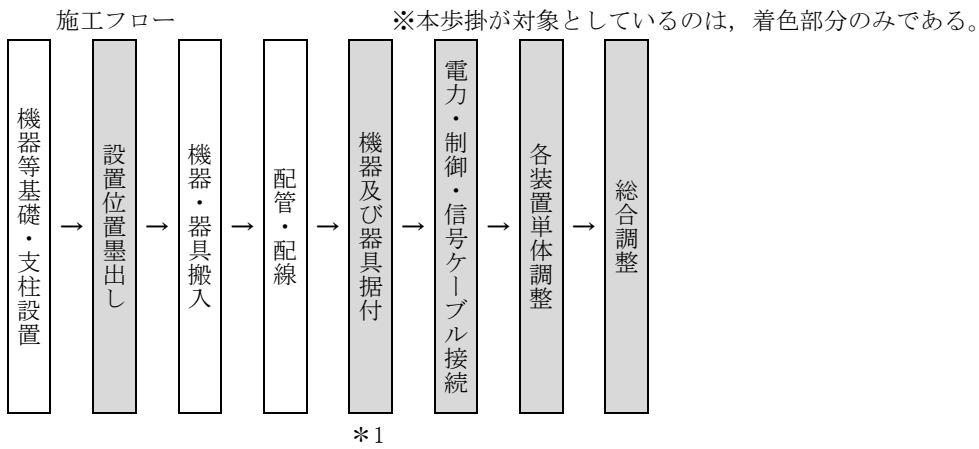 施工フロー
※本歩掛が対象としているのは，着色部分のみである。
機器等基礎・支柱設置
→
設置位置墨出し
→
機器・器具搬入
→
配管・配線
→
機器及び器具据付
→
電力・制御・信号ケーブル接続
→
各装置単体調整
→
総合調整
＊1